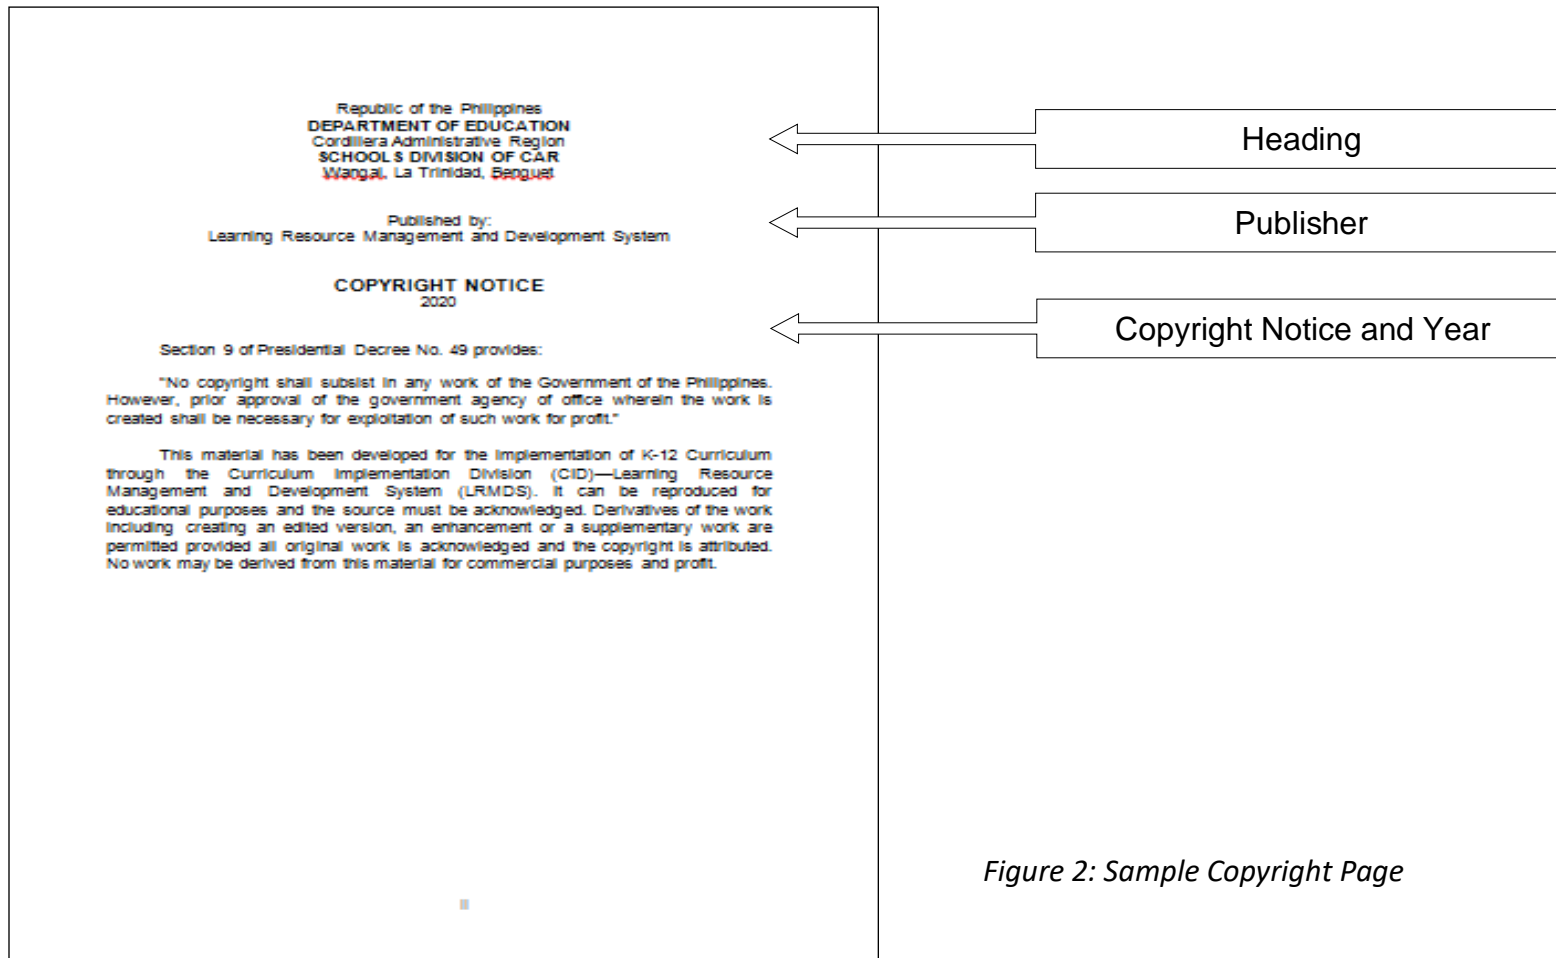 Republic of the Philippines
DEPARTMENT OF EDUCATION
Cordillera Administrative Region
SCHOOLS DIVISION OF CAR
Wangal, La Trinidad, Benguet
Published by:
Learning Resource Management and Development System
COPYRIGHT NOTICE
2020
Section 9 of Presidential Decree No. 49 provides:
"No copyright shall subsist in any work of the Government of the Philippines.
However, prior approval of the government agency of office wherein the work is
created shall be necessary for exploitation of such work for profit."
This material has been developed for the implementation of K-12 Curriculum
through the Curriculum Implementation Division (CID)—Learning Resource
Management and Development System (LRMDS). It can be reproduced for
educational purposes and the source must be acknowledged. Derivatives of the work
including creating an edited version, an enhancement or a supplementary work are
permitted provided all original work is acknowledged and the copyright is attributed.
No work may be derived from this material for commercial purposes and profit.
Heading
Publisher
Copyright Notice and Year
Figure 2: Sample Copyright Page